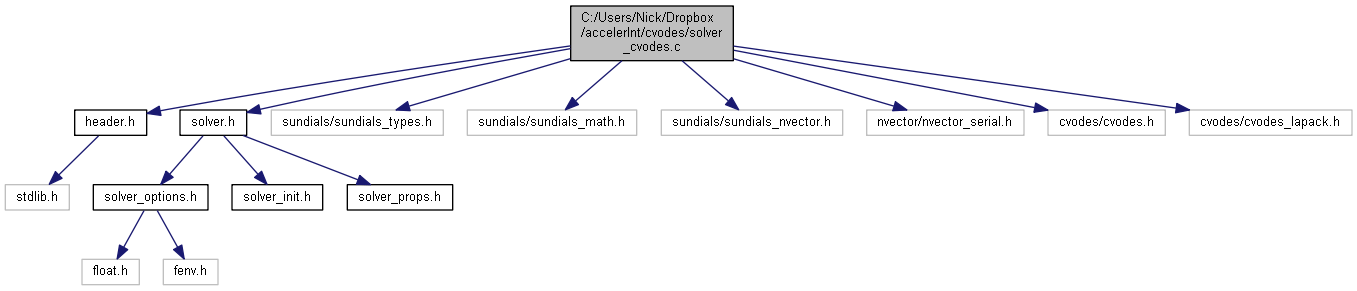 C:/Users/Nick/Dropbox
/accelerInt/cvodes/solver
_cvodes.c
header.h
solver.h
sundials/sundials_types.h
sundials/sundials_math.h
sundials/sundials_nvector.h
nvector/nvector_serial.h
cvodes/cvodes.h
cvodes/cvodes_lapack.h
stdlib.h
solver_options.h
solver_init.h
solver_props.h
float.h
fenv.h